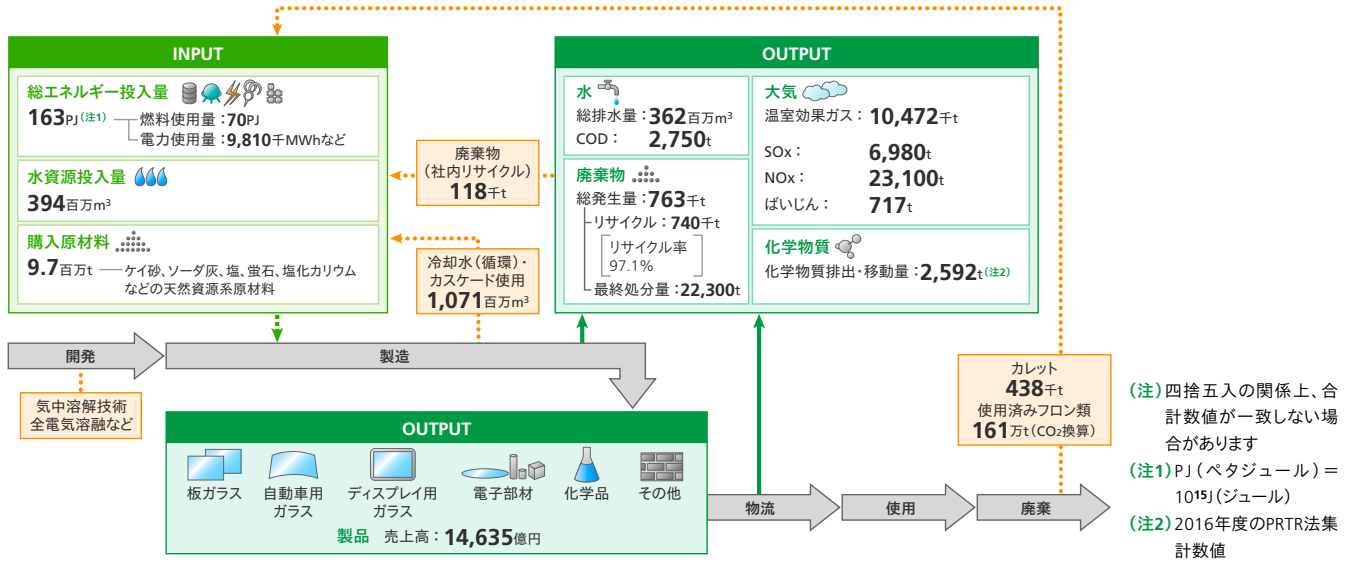 INPUT
総エネルギー投入量
163PJ(注1)
燃料使用量：70PJ
電力使用量：9,810千MWhなど
水資源投入量
394百万m³
購入原材料
9.7百万t
ケイ砂、ソーダ灰、塩、蛍石、塩化カリウム
などの天然資源系原材料
廃棄物
（社内リサイクル）
118千t
冷却水（循環）・
カスケード使用
1,071百万m³
OUTPUT
水
総排水量：362百万m³
COD： 2,750t
廃棄物
総発生量：763千t
リサイクル：740千t
リサイクル率
97.1%
最終処分量：22,300t
大気
温室効果ガス： 10,472千t
SOx： 6,980t
NOx： 23,100t
ばいじん： 717t
化学物質
化学物質排出・移動量：2,592t(注2)
開発
製造
気中溶解技術
全電気溶融など
OUTPUT
板ガラス
自動車用
ガラス
ディスプレイ用
ガラス
電子部材
化学品
その他
製品 売上高：14,635億円
物流
使用
廃棄
カレット
438千t
使用済みフロン類
161万t（CO₂換算）
（注）四捨五入の関係上、合
計数値が一致しない場
合があります
（注1）PJ（ペタジュール）＝
10¹⁵J（ジュール）
（注2）2016年度のPRTR法集
計数値